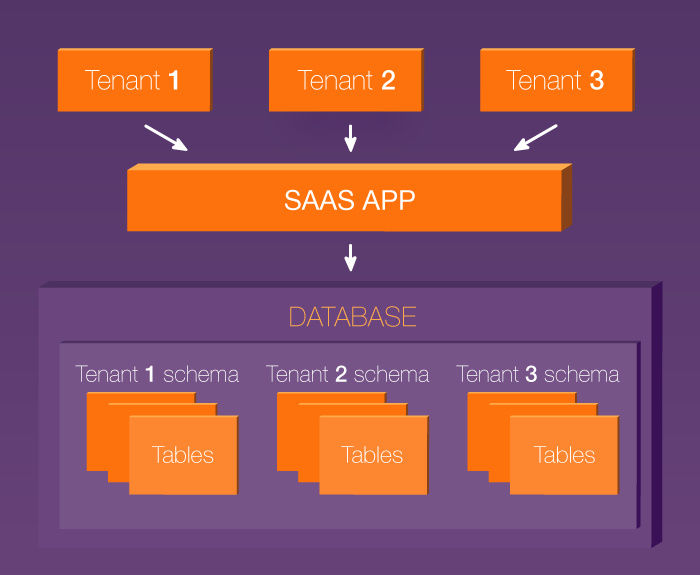 Tenant 1
Tenant 2
Tenant 3
SAAS APP
DATABASE
Tenant 1 schema
Tenant 2 schema
Tenant 3 schema
Tables
Tables
Tables